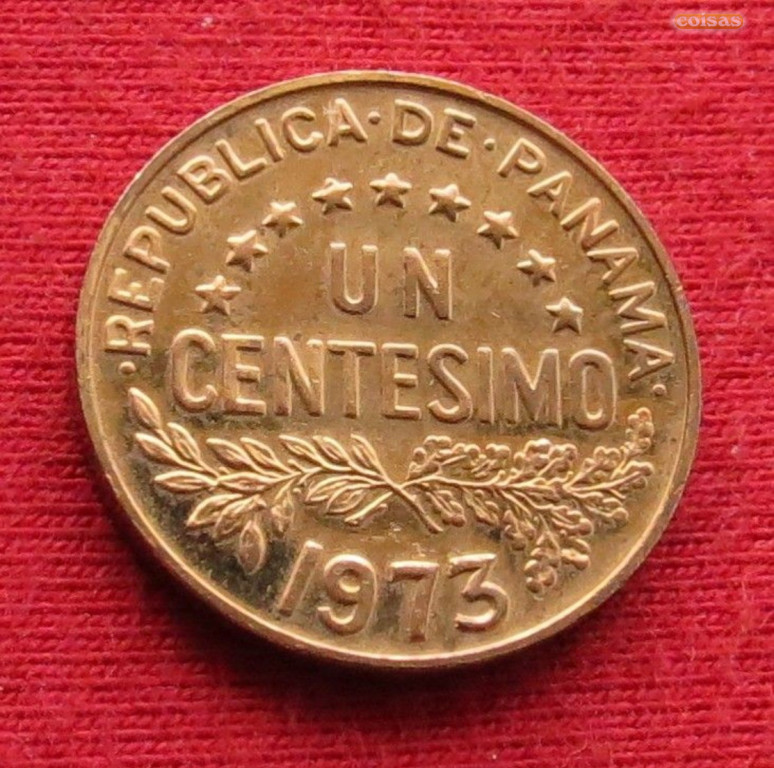 coisas
·REPUBLICA·DE·PANAMA·
UN
CENTESIMO
1973